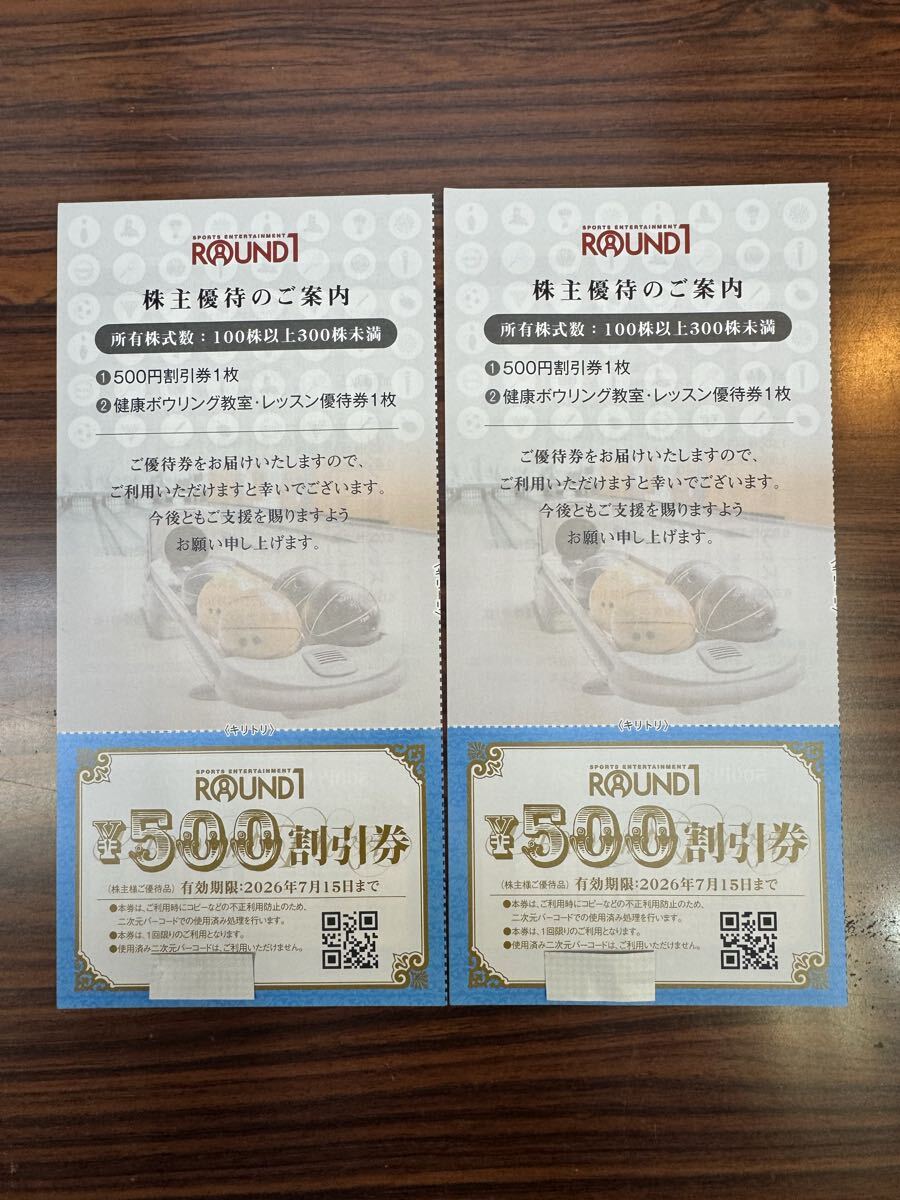 SPORTS ENTERTAINMENT
ROUND1
株主優待のご案内
所有株式数：100株以上300株未満
❶500円割引券1枚
❷健康ボウリング教室・レッスン優待券1枚
ご優待券をお届けいたしますので、
ご利用いただけますと幸いでございます。
今後ともご支援を賜りますよう
お願い申し上げます。
〈キリトリ〉
SPORTS ENTERTAINMENT
ROUND1
¥500割引券
（株主様ご優待品）有効期限：2026年7月15日まで
●本券は、ご利用時にコピーなどの不正利用防止のため、
二次元バーコードでの使用済み処理を行います。
●本券は、1回限りのご利用となります。
●使用済み二次元バーコードは、ご利用いただけません。
SPORTS ENTERTAINMENT
ROUND1
株主優待のご案内
所有株式数：100株以上300株未満
❶500円割引券1枚
❷健康ボウリング教室・レッスン優待券1枚
ご優待券をお届けいたしますので、
ご利用いただけますと幸いでございます。
今後ともご支援を賜りますよう
お願い申し上げます。
〈キリトリ〉
SPORTS ENTERTAINMENT
ROUND1
¥500割引券
（株主様ご優待品）有効期限：2026年7月15日まで
●本券は、ご利用時にコピーなどの不正利用防止のため、
二次元バーコードでの使用済み処理を行います。
●本券は、1回限りのご利用となります。
●使用済み二次元バーコードは、ご利用いただけません。